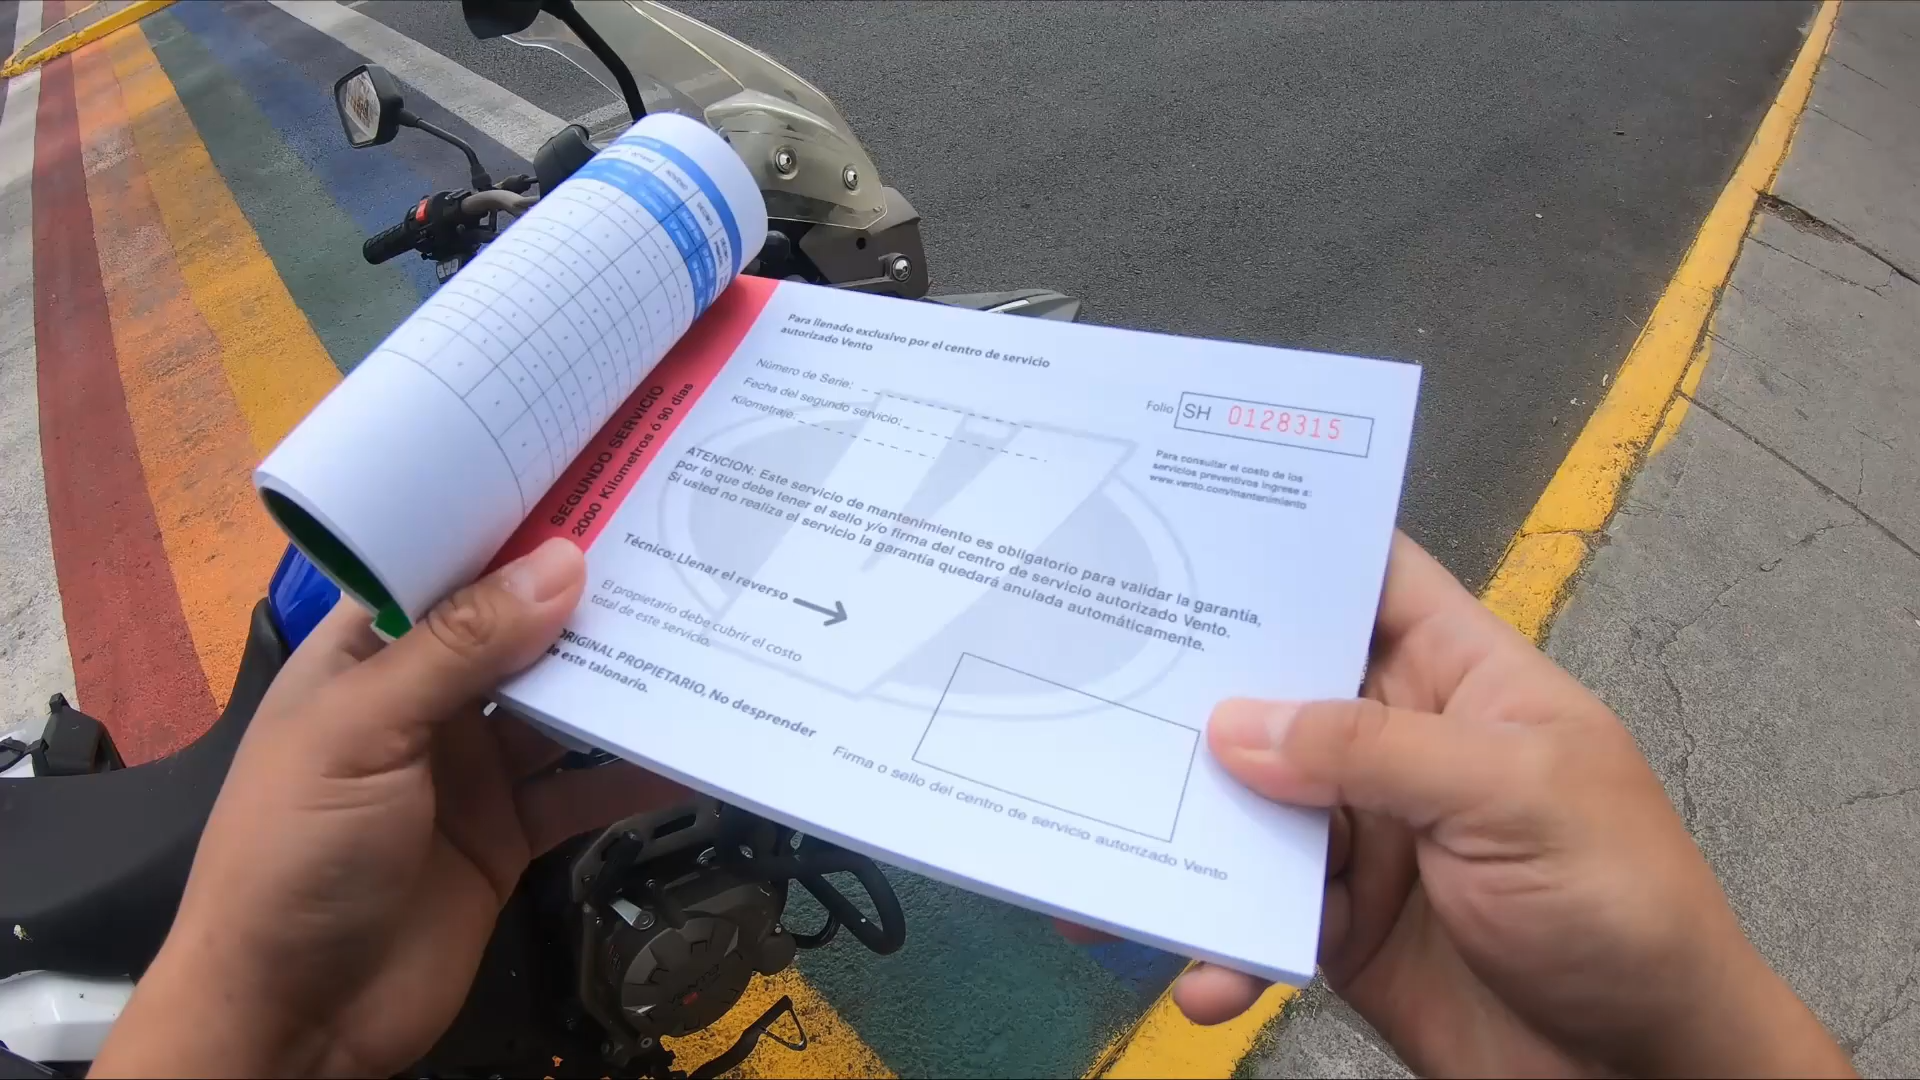 SEGUNDO SERVICIO
2000 Kilometros ó 90 días
Para llenado exclusivo por el centro de servicio
autorizado Vento
Número de Serie:
Fecha del segundo servicio:
Kilometraje:
Folio SH 0128315
Para consultar el costo de los
servicios preventivos ingrese a:
www.vento.com/mantenimiento
ATENCION: Este servicio de mantenimiento es obligatorio para validar la garantía,
por lo que debe tener el sello y/o firma del centro de servicio autorizado Vento.
Si usted no realiza el servicio la garantía quedará anulada automáticamente.
Técnico: Llenar el reverso
El propietario debe cubrir el costo
total de este servicio.
ORIGINAL PROPIETARIO, No desprender
de este talonario.
Firma o sello del centro de servicio autorizado Vento
VENTO